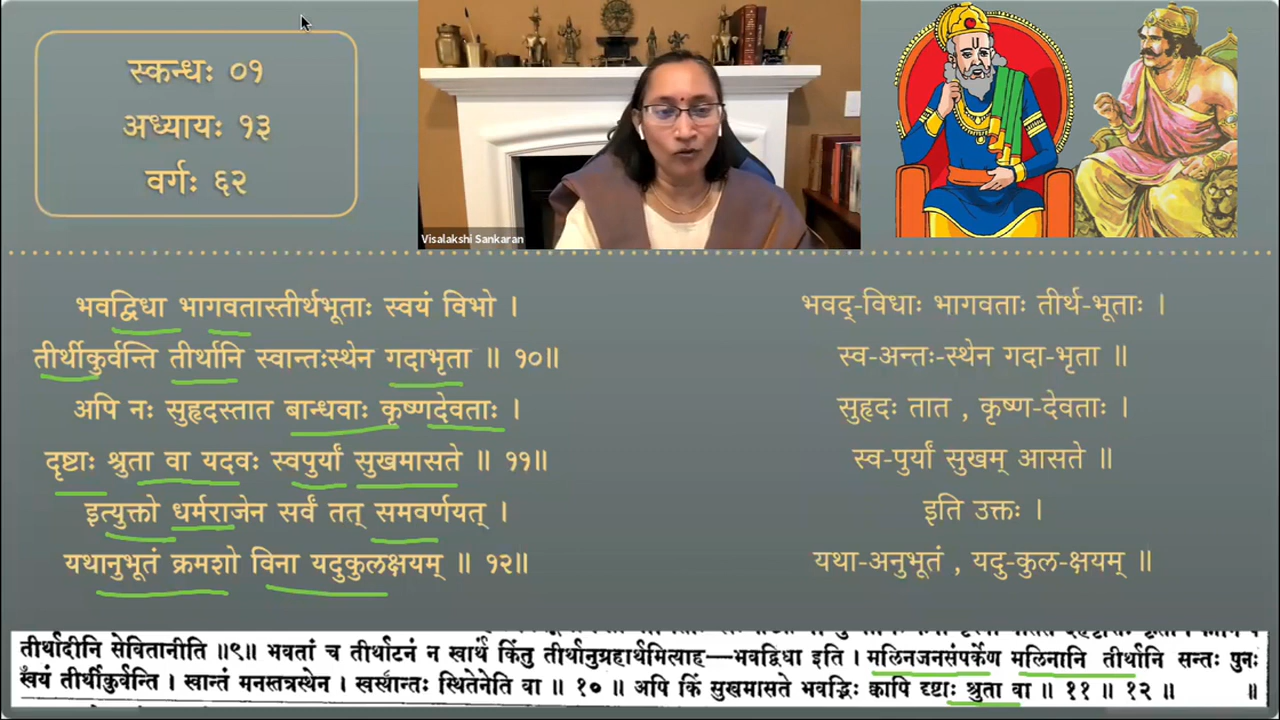 स्कन्धः ०१
अध्यायः १३
वर्गः ६२
Visalakshi Sankaran
भवद्विधा भागवतास्तीर्थभूताः स्वयं विभो ।
तीर्थीकुर्वन्ति तीर्थानि स्वान्तःस्थेन गदाभृता ॥ १०॥
अपि नः सुहृदस्तात बान्धवाः कृष्णदेवताः ।
दृष्टाः श्रुता वा यदवः स्वपुर्यां सुखमासते ॥ ११॥
इत्युक्तो धर्मराजेन सर्वं तत् समवर्णयत् ।
यथानुभूतं क्रमशो विना यदुकुलक्षयम् ॥ १२॥
भवद्-विधाः भागवताः तीर्थ-भूताः ।
स्व-अन्तः-स्थेन गदा-भृता ॥
सुहृदः तात , कृष्ण-देवताः ।
स्व-पुर्यां सुखम् आसते ॥
इति उक्तः ।
यथा-अनुभूतं , यदु-कुल-क्षयम् ॥
तीर्थादीनि सेवितानीति ॥९॥ भवतां च तीर्थाटनं न स्वार्थं किंतु तीर्थानुग्रहार्थमित्याह—भवद्विधा इति । मलिनजनसंपर्केण मलिनानि तीर्थानि सन्तः पुनः
स्वयं तीर्थीकुर्वन्ति । स्वान्तं मनस्तत्रस्थेन । स्वस्यान्तः स्थितेनेति वा ॥ १० ॥ अपि किं सुखमासते भवद्भिः क्वापि दृष्टाः श्रुता वा ॥ ११ ॥ १२ ॥ ॥